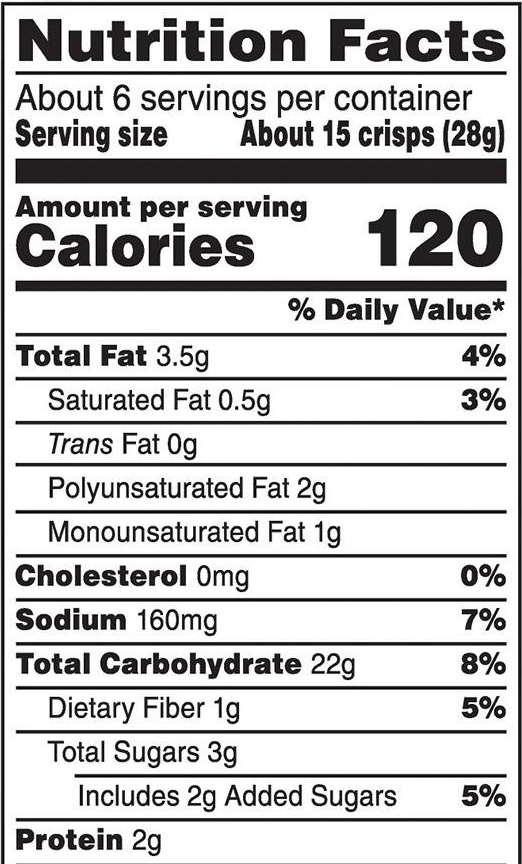 Nutrition Facts
About 6 servings per container
Serving size About 15 crisps (28g)
Amount per serving
Calories 120
% Daily Value*
Total Fat 3.5g 4%
Saturated Fat 0.5g 3%
Trans Fat 0g
Polyunsaturated Fat 2g
Monounsaturated Fat 1g
Cholesterol 0mg 0%
Sodium 160mg 7%
Total Carbohydrate 22g 8%
Dietary Fiber 1g 5%
Total Sugars 3g
Includes 2g Added Sugars 5%
Protein 2g